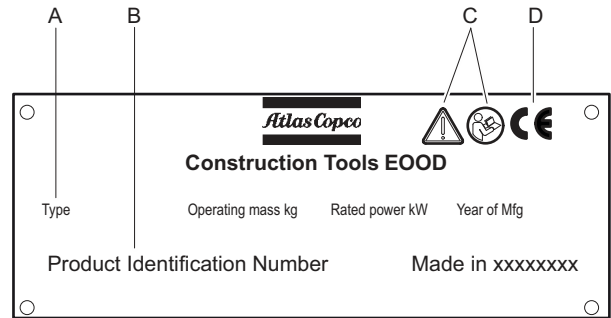 A B C D
Atlas Copco
CE
Construction Tools EOOD
Type Operating mass kg Rated power kW Year of Mfg
Product Identification Number Made in xxxxxxxx